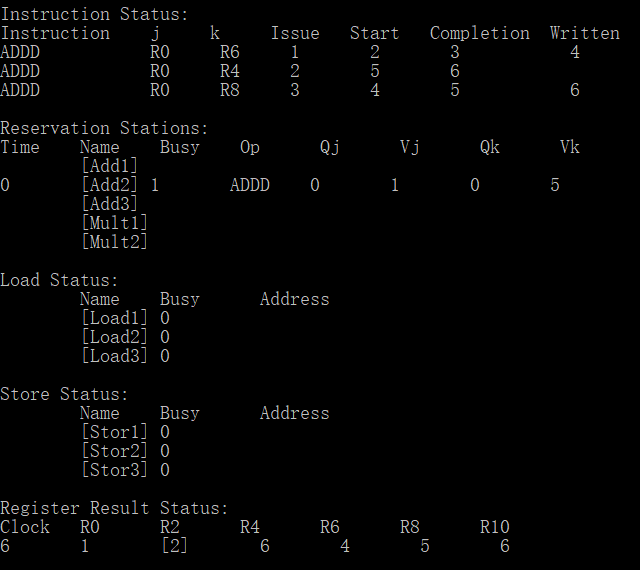 Instruction Status:
Instruction j k Issue Start Completion Written
ADDD R0 R6 1 2 3 4
ADDD R0 R4 2 5 6
ADDD R0 R8 3 4 5 6
Reservation Stations:
Time Name Busy Op Qj Vj Qk Vk
[Add1]
0 [Add2] 1 ADDD 0 1 0 5
[Add3]
[Mult1]
[Mult2]
Load Status:
Name Busy Address
[Load1] 0
[Load2] 0
[Load3] 0
Store Status:
Name Busy Address
[Stor1] 0
[Stor2] 0
[Stor3] 0
Register Result Status:
Clock R0 R2 R4 R6 R8 R10
6 1 [2] 6 4 5 6